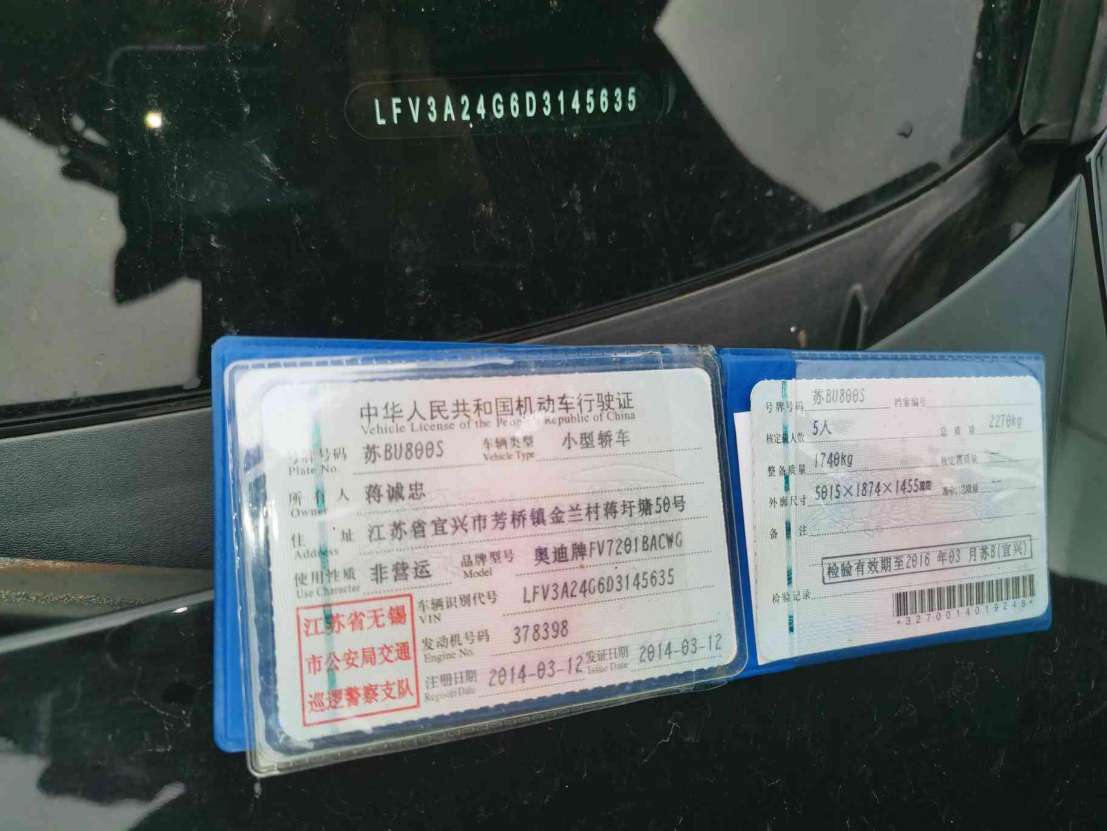 LFV3A24G6D3145635
中华人民共和国机动车行驶证
Vehicle License of the People's Republic of China
号牌号码 苏BU800S 车辆类型 小型轿车
Plate No. Vehicle Type
所有人 蒋诚忠
Owner
住址 江苏省宜兴市芳桥镇金兰村蒋圩塘50号
Address
使用性质 非营运 品牌型号 奥迪牌FV7201BACWG
Use Character Model
车辆识别代号 LFV3A24G6D3145635
VIN
发动机号码 378398
Engine No.
注册日期 2014-03-12 发证日期 2014-03-12
Register Date Issue Date
江苏省无锡
市公安局交通
巡逻警察支队
号牌号码 苏BU800S 档案编号
核定载人数 5人 总质量 2270kg
整备质量 1740kg 核定载质量 --
外廓尺寸 5015×1874×1455 --
备注
检验有效期至2016年03月苏B(宜兴)
检验记录
*3270014019248*